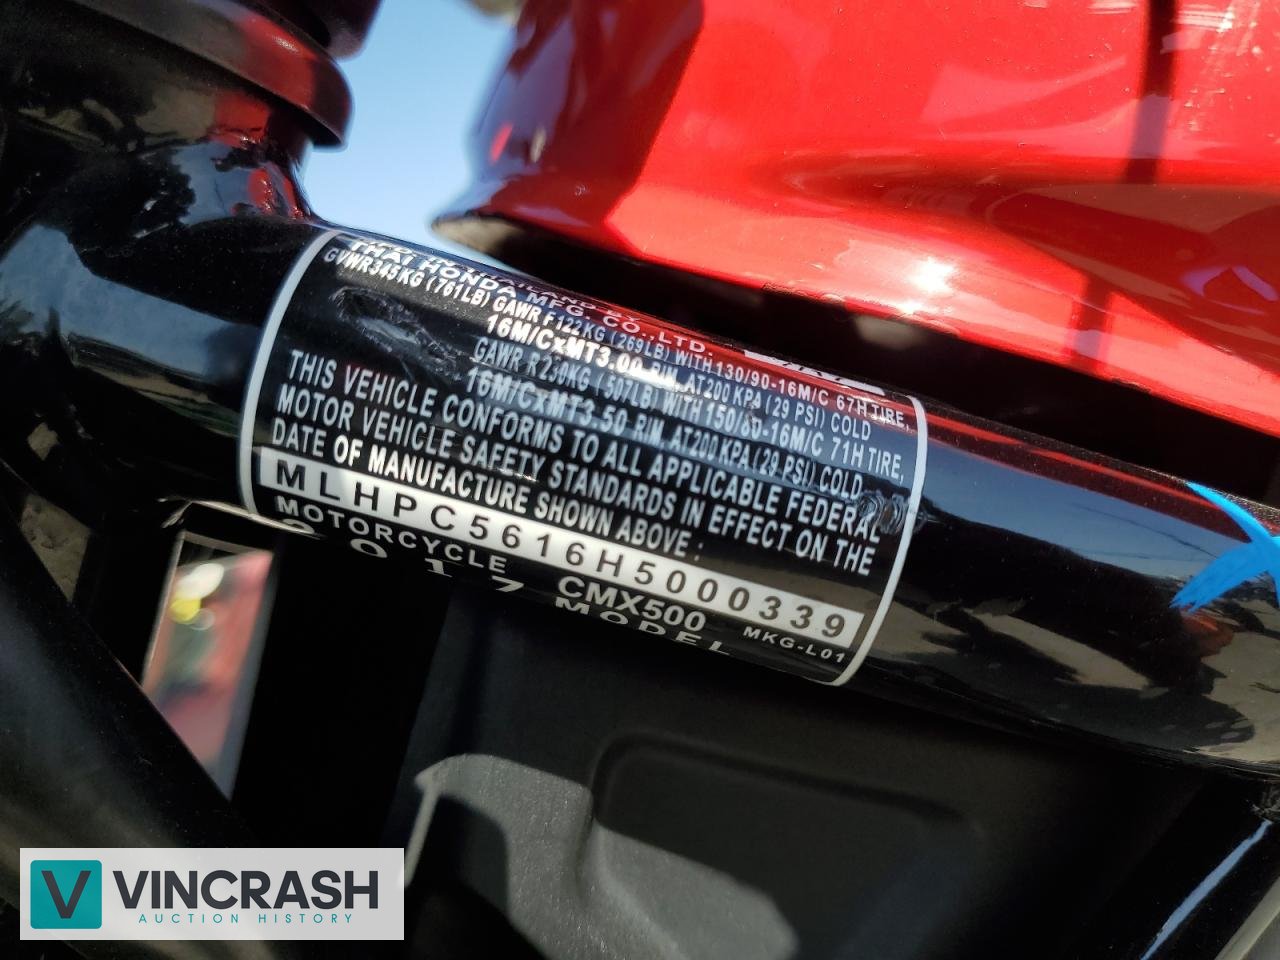 THAI HONDA MFG. CO.,LTD.
GVWR345KG (761LB) GAWR F122KG (269LB) WITH 130/90-16M/C 67H TIRE,
16M/CxMT3.00 RIM, AT200 KPA (29 PSI) COLD
GAWR R230KG (507LB) WITH 150/80-16M/C 71H TIRE,
16M/CxMT3.50 RIM, AT200 KPA (29 PSI) COLD
THIS VEHICLE CONFORMS TO ALL APPLICABLE FEDERAL
MOTOR VEHICLE SAFETY STANDARDS IN EFFECT ON THE
DATE OF MANUFACTURE SHOWN ABOVE :
MLHPC5616H5000339
MOTORCYCLE CMX500 MKG-L01
2017 MODEL
V VINCRASH
AUCTION HISTORY